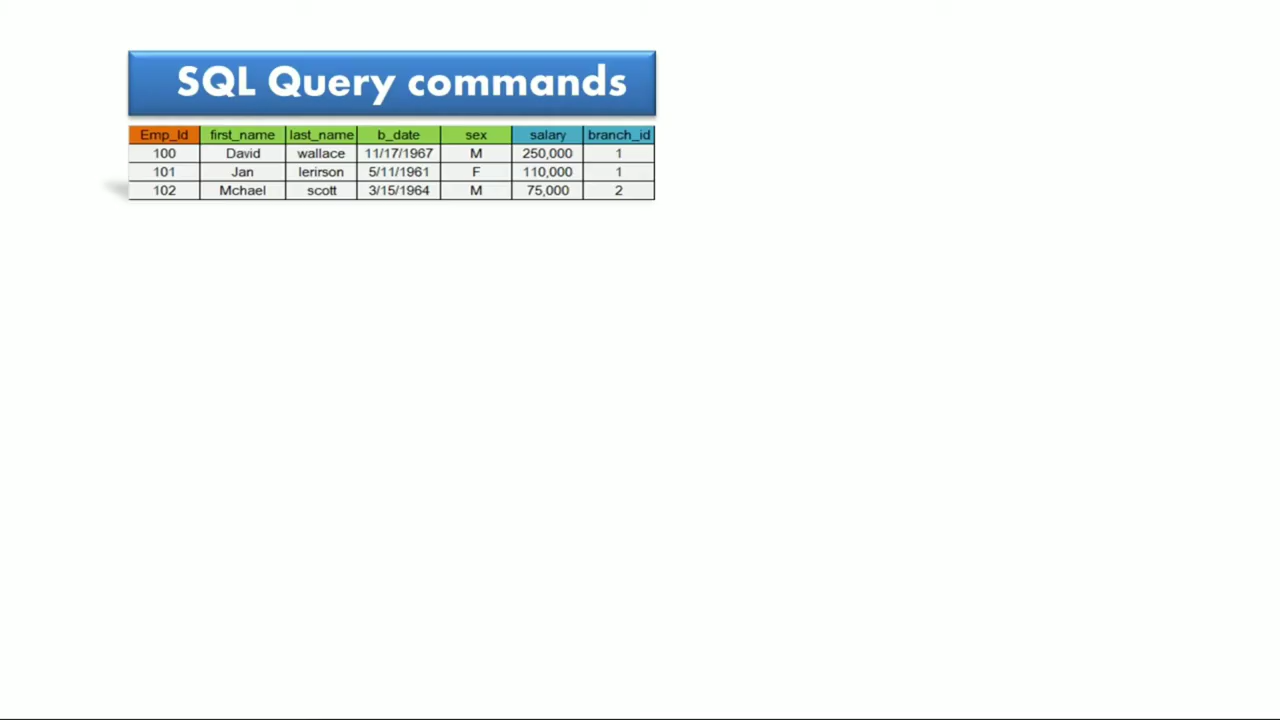 SQL Query commands
Emp_Id first_name last_name b_date sex salary branch_id
100 David wallace 11/17/1967 M 250,000 1
101 Jan lerirson 5/11/1961 F 110,000 1
102 Mchael scott 3/15/1964 M 75,000 2